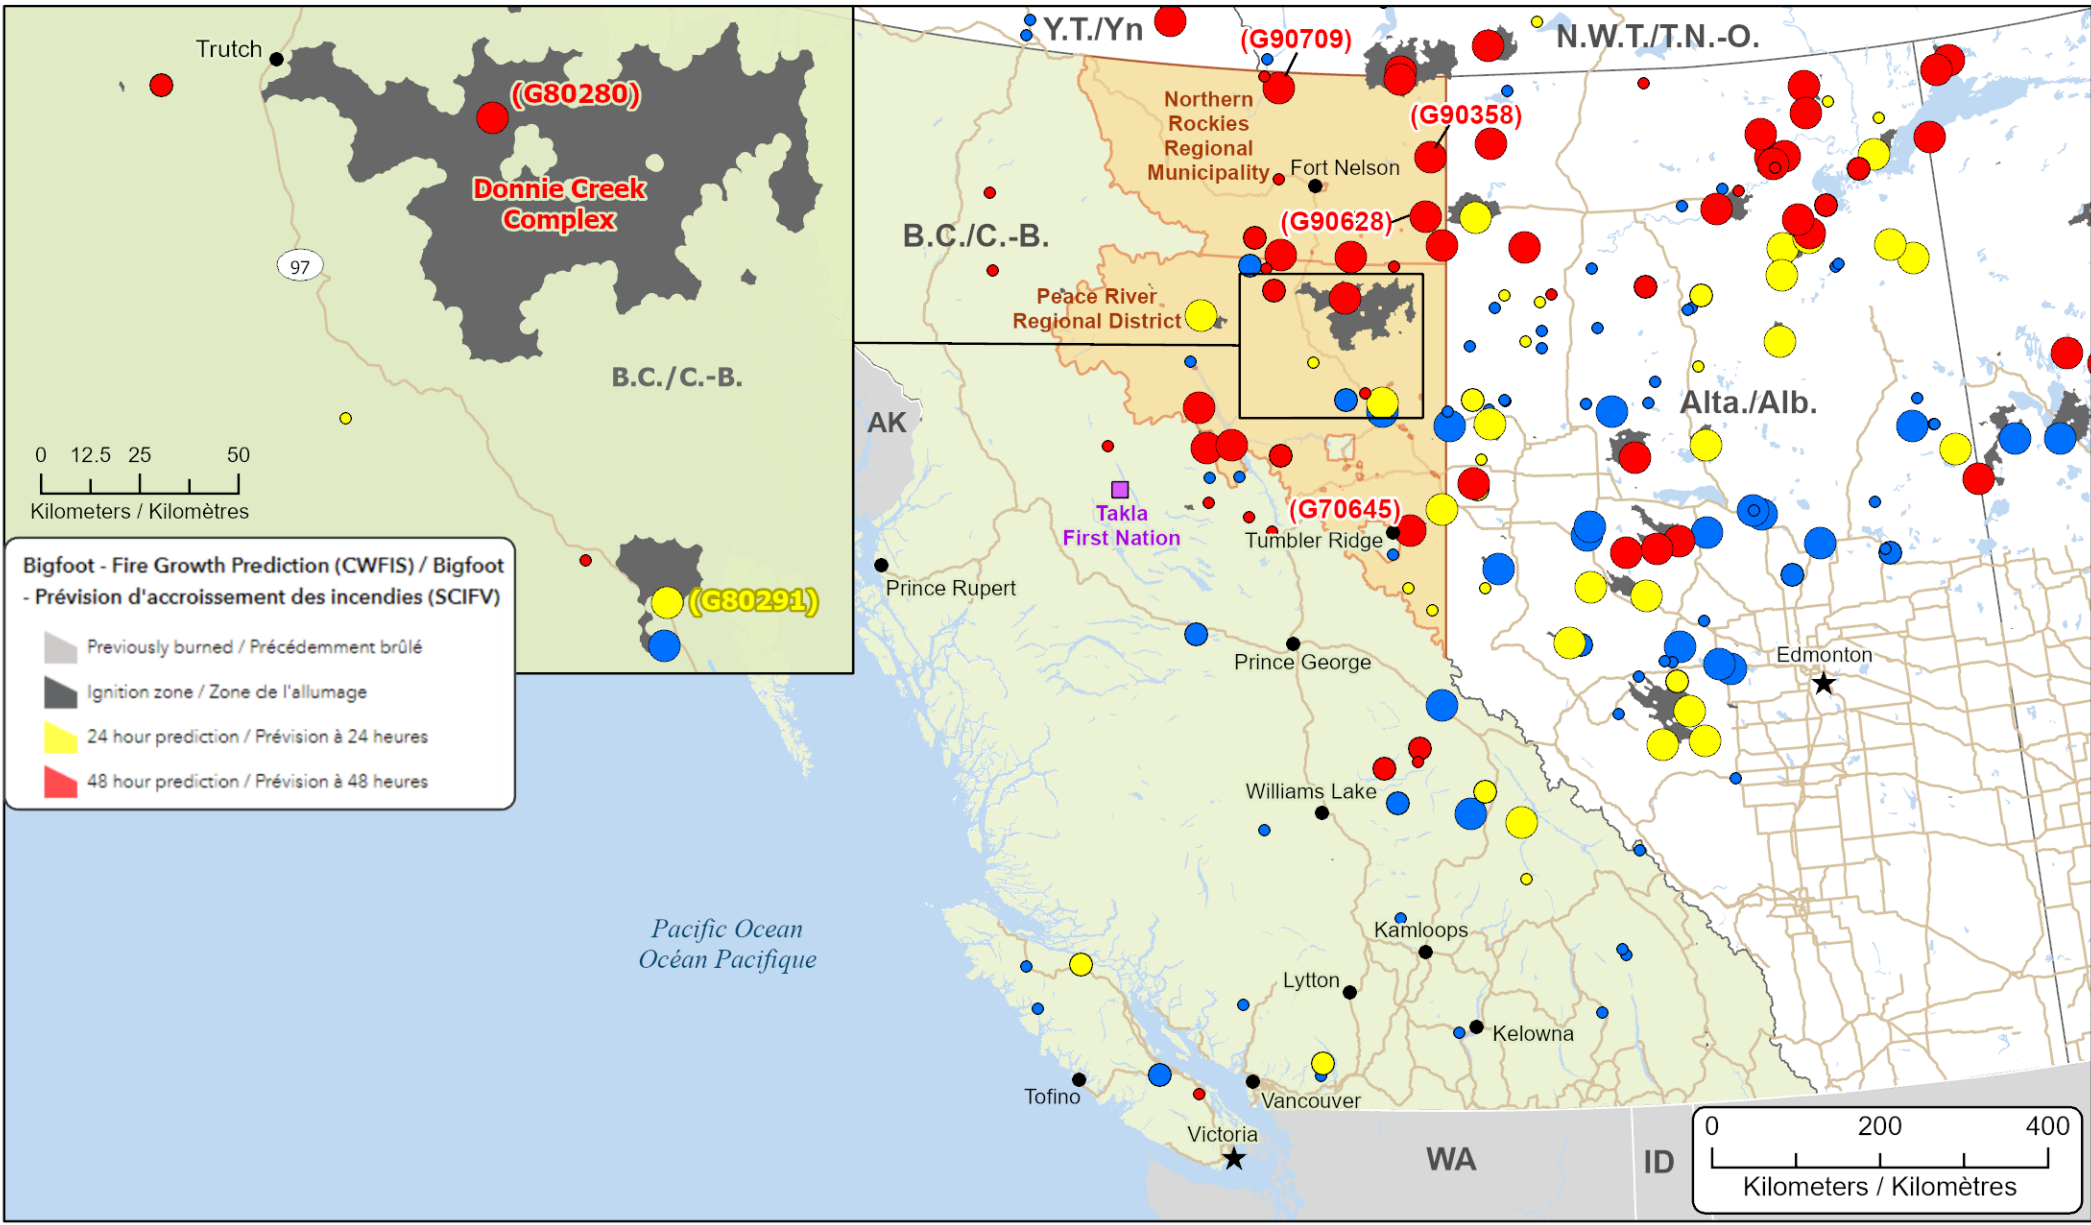 Trutch
(G80280)
Donnie Creek
Complex
97
B.C./C.-B.
0 12.5 25 50
Kilometers / Kilomètres
(G80291)
Bigfoot - Fire Growth Prediction (CWFIS) / Bigfoot
- Prévision d'accroissement des incendies (SCIFV)
Previously burned / Précédemment brûlé
Ignition zone / Zone de l'allumage
24 hour prediction / Prévision à 24 heures
48 hour prediction / Prévision à 48 heures
Y.T./Yn
(G90709)
N.W.T./T.N.-O.
Northern
Rockies
Regional
Municipality
(G90358)
Fort Nelson
(G90628)
B.C./C.-B.
Peace River
Regional District
AK
Alta./Alb.
Takla
First Nation
(G70645)
Tumbler Ridge
Prince Rupert
Prince George
Edmonton
Williams Lake
Pacific Ocean
Océan Pacifique
Kamloops
Lytton
Kelowna
Tofino
Vancouver
Victoria
WA
ID
0 200 400
Kilometers / Kilomètres